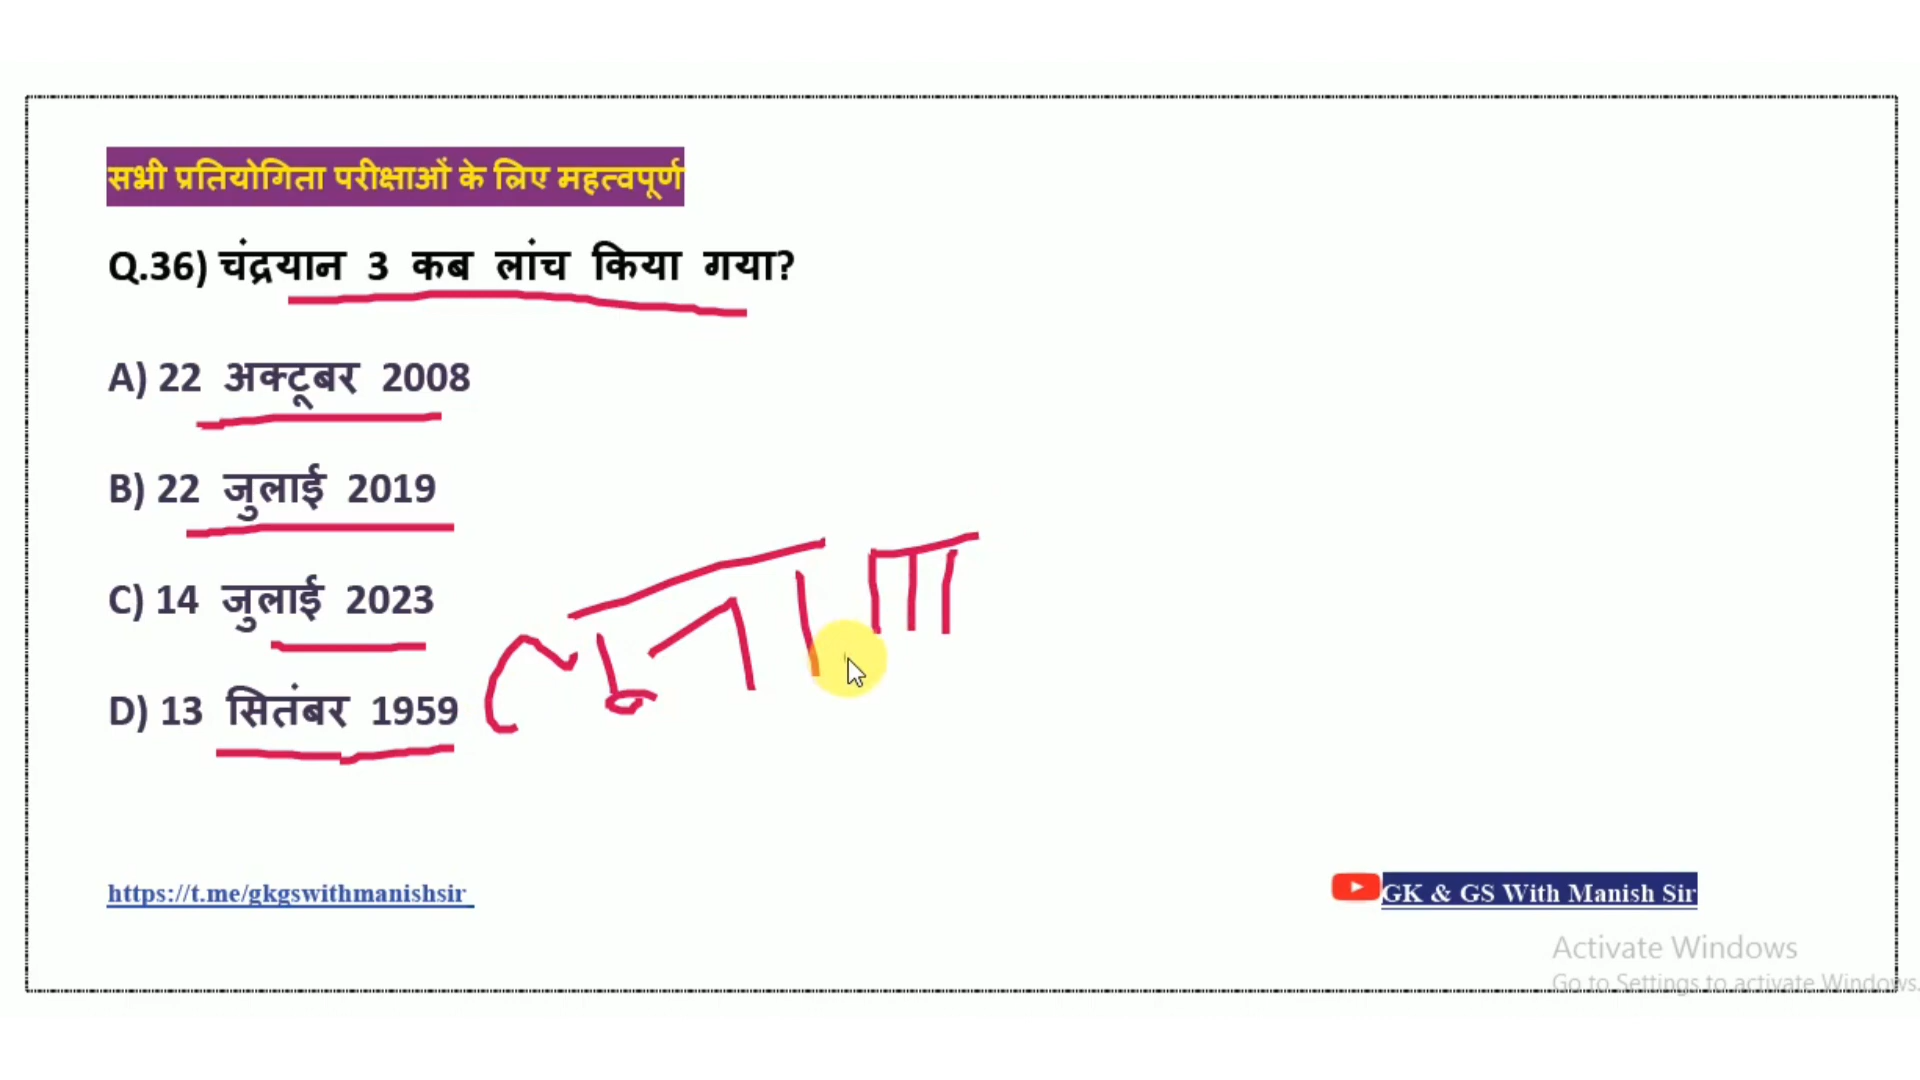 सभी प्रतियोगिता परीक्षाओं के लिए महत्वपूर्ण
Q.36) चंद्रयान 3 कब लांच किया गया?
A) 22 अक्टूबर 2008
B) 22 जुलाई 2019
C) 14 जुलाई 2023
D) 13 सितंबर 1959
https://t.me/gkgswithmanishsir
GK & GS With Manish Sir
Activate Windows
Go to Settings to activate Windows.